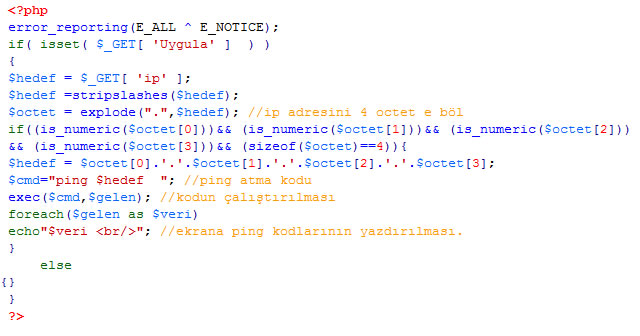 <?php
error_reporting(E_ALL ^ E_NOTICE);
if( isset( $_GET[ 'Uygula' ]  ) )
{
$hedef = $_GET[ 'ip' ];
$hedef =stripslashes($hedef);
$octet = explode(".",$hedef); //ip adresini 4 octet e böl
if((is_numeric($octet[0]))&& (is_numeric($octet[1]))&& (is_numeric($octet[2]))
&& (is_numeric($octet[3]))&& (sizeof($octet)==4)){
$hedef = $octet[0].'.'.$octet[1].'.'.$octet[2].'.'.$octet[3];
$cmd="ping $hedef  "; //ping atma kodu
exec($cmd,$gelen); //kodun çalıştırılması
foreach($gelen as $veri)
echo"$veri <br/>"; //ekrana ping kodlarının yazdırılması.
}
    else
{}
}
?>